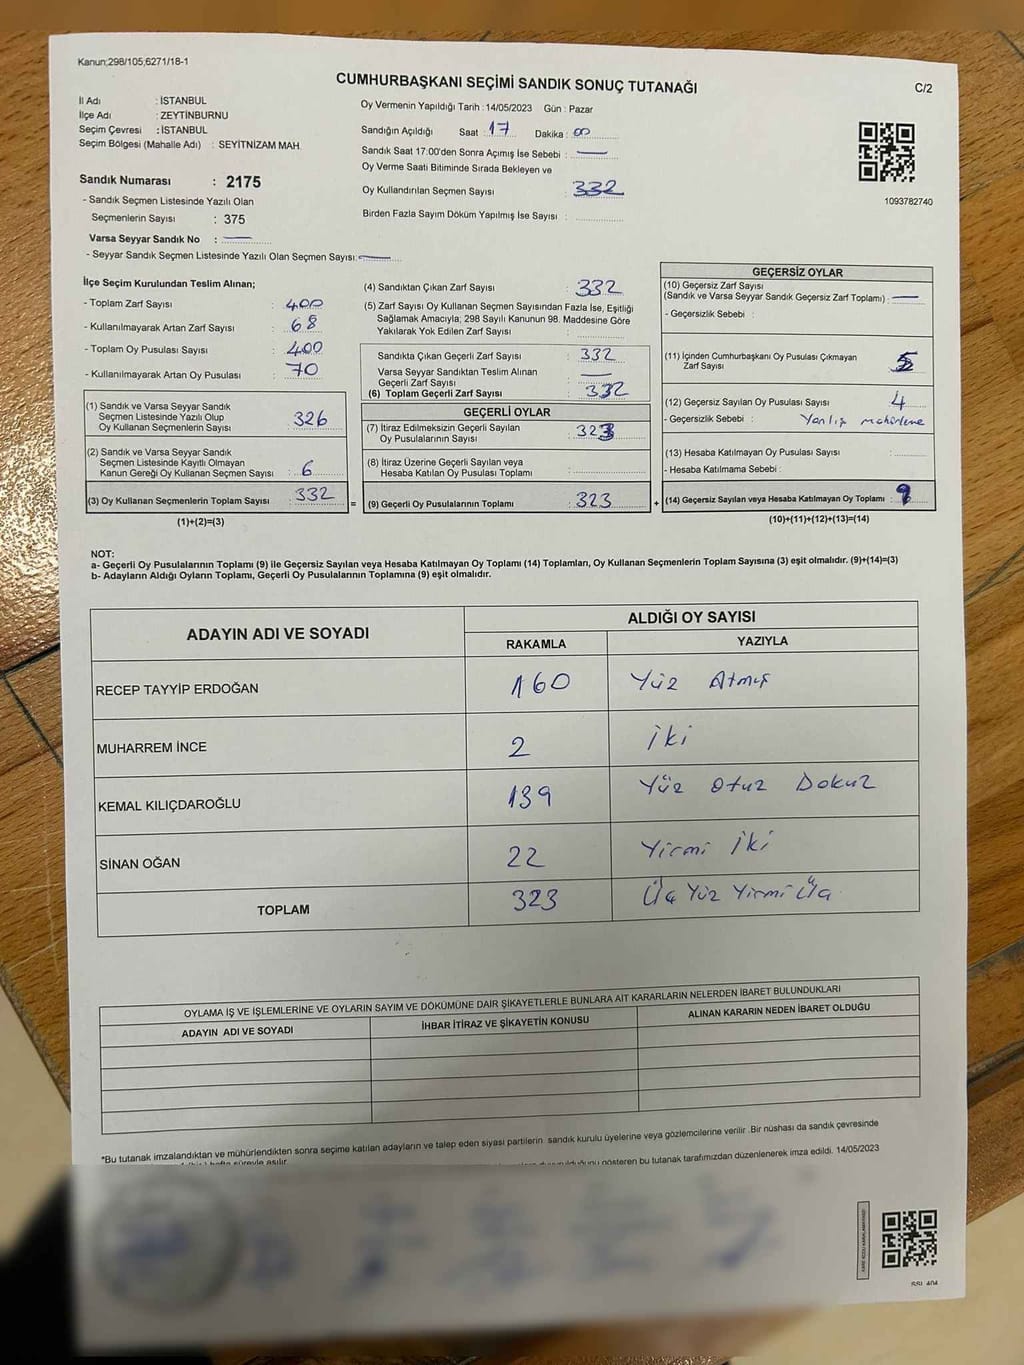 Kanun;298/105;6271/18-1
CUMHURBAŞKANI SEÇİMİ SANDIK SONUÇ TUTANAĞI
C/2
İl Adı : İSTANBUL
İlçe Adı : ZEYTİNBURNU
Seçim Çevresi : İSTANBUL
Seçim Bölgesi (Mahalle Adı) : SEYİTNİZAM MAH.
Sandık Numarası : 2175
- Sandık Seçmen Listesinde Yazılı Olan
Seçmenlerin Sayısı : 375
Varsa Seyyar Sandık No :
- Seyyar Sandık Seçmen Listesinde Yazılı Olan Seçmen Sayısı:
Oy Vermenin Yapıldığı Tarih : 14/05/2023 Gün : Pazar
Sandığın Açıldığı Saat : 17 Dakika : 00
Sandık Saat 17:00'den Sonra Açımış İse Sebebi :
Oy Verme Saati Bitiminde Sırada Bekleyen ve
Oy Kullandırılan Seçmen Sayısı : 332
Birden Fazla Sayım Döküm Yapılmış İse Sayısı :
1093782740
İlçe Seçim Kurulundan Teslim Alınan;
- Toplam Zarf Sayısı : 400
- Kullanılmayarak Artan Zarf Sayısı : 68
- Toplam Oy Pusulası Sayısı : 400
- Kullanılmayarak Artan Oy Pusulası : 70
(1) Sandık ve Varsa Seyyar Sandık
Seçmen Listesinde Yazılı Olup
Oy Kullanan Seçmenlerin Sayısı : 326
(2) Sandık ve Varsa Seyyar Sandık
Seçmen Listesinde Kayıtlı Olmayan
Kanun Gereği Oy Kullanan Seçmen Sayısı : 6
(3) Oy Kullanan Seçmenlerin Toplam Sayısı : 332
(1)+(2)=(3)
(4) Sandıktan Çıkan Zarf Sayısı : 332
(5) Zarf Sayısı Oy Kullanan Seçmen Sayısından Fazla İse, Eşitliği
Sağlamak Amacıyla; 298 Sayılı Kanunun 98. Maddesine Göre
Yakılarak Yok Edilen Zarf Sayısı :
Sandıkta Çıkan Geçerli Zarf Sayısı : 332
Varsa Seyyar Sandıktan Teslim Alınan
Geçerli Zarf Sayısı :
(6) Toplam Geçerli Zarf Sayısı : 332
GEÇERLİ OYLAR
(7) İtiraz Edilmeksizin Geçerli Sayılan
Oy Pusulalarının Sayısı : 323
(8) İtiraz Üzerine Geçerli Sayılan veya
Hesaba Katılan Oy Pusulası Toplamı :
= (9) Geçerli Oy Pusulalarının Toplamı : 323
GEÇERSİZ OYLAR
(10) Geçersiz Zarf Sayısı
(Sandık ve Varsa Seyyar Sandık Geçersiz Zarf Toplamı) :
- Geçersizlik Sebebi :
(11) İçinden Cumhurbaşkanı Oy Pusulası Çıkmayan
Zarf Sayısı : 5
(12) Geçersiz Sayılan Oy Pusulası Sayısı : 4
- Geçersizlik Sebebi : Yanlış mühürleme
(13) Hesaba Katılmayan Oy Pusulası Sayısı :
- Hesaba Katılmama Sebebi :
+ (14) Geçersiz Sayılan veya Hesaba Katılmayan Oy Toplamı : 9
(10)+(11)+(12)+(13)=(14)
NOT:
a- Geçerli Oy Pusulalarının Toplamı (9) ile Geçersiz Sayılan veya Hesaba Katılmayan Oy Toplamı (14) Toplamları, Oy Kullanan Seçmenlerin Toplam Sayısına (3) eşit olmalıdır. (9)+(14)=(3)
b- Adayların Aldığı Oyların Toplamı, Geçerli Oy Pusulalarının Toplamına (9) eşit olmalıdır.
ADAYIN ADI VE SOYADI
ALDIĞI OY SAYISI
RAKAMLA YAZIYLA
RECEP TAYYİP ERDOĞAN 160 Yüz Atmış
MUHARREM İNCE 2 İki
KEMAL KILIÇDAROĞLU 139 Yüz Otuz Dokuz
SİNAN OĞAN 22 Yirmi İki
TOPLAM 323 Üç Yüz Yirmi Üç
OYLAMA İŞ VE İŞLEMLERİNE VE OYLARIN SAYIM VE DÖKÜMÜNE DAİR ŞİKAYETLERLE BUNLARA AİT KARARLARIN NELERDEN İBARET BULUNDUKLARI
ADAYIN ADI VE SOYADI İHBAR İTİRAZ VE ŞİKAYETİN KONUSU ALINAN KARARIN NEDEN İBARET OLDUĞU
*Bu tutanak imzalandıktan ve mühürlendikten sonra seçime katılan adayların ve talep eden siyasi partilerin sandık kurulu üyelerine veya gözlemcilerine verilir .Bir nüshası da sandık çevresinde
hafta süreyle asılır. gösteren bu tutanak tarafımızdan düzenlenerek imza edildi. 14/05/2023